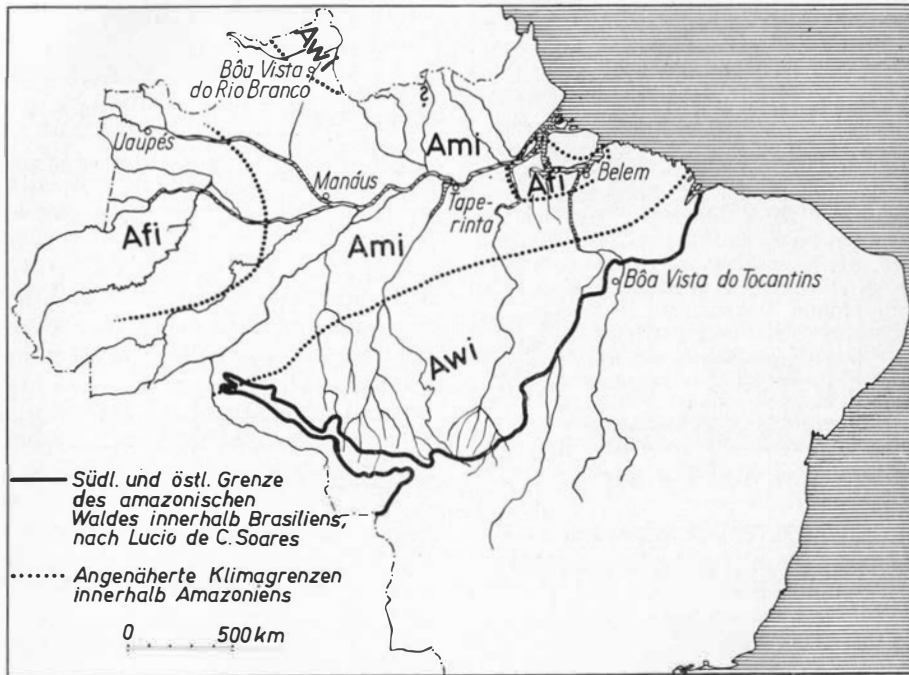 Awi
Bôa Vista
do Rio Branco
?
Uaupés
Ami
Manáus
Tape-
rinta
Afi
Belem
Afi
Ami
Bôa Vista do Tocantins
Awi
Südl. und östl. Grenze
des amazonischen
Waldes innerhalb Brasiliens,
nach Lucio de C. Soares
Angenäherte Klimagrenzen
innerhalb Amazoniens
0 500 km